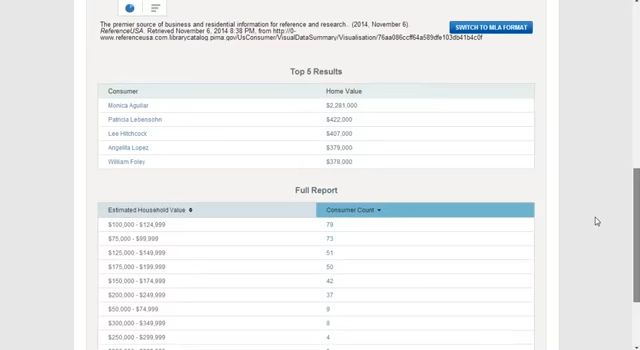 The premier source of business and residential information for reference and research.. (2014, November 6).
ReferenceUSA. Retrieved November 6, 2014 8:38 PM, from http://0-
www.referenceusa.com.librarycatalog.pima.gov/UsConsumer/VisualDataSummary/Visualisation/76aa086ccff64a589dfe103db41b4c0f
SWITCH TO MLA FORMAT
Top 5 Results
Consumer Home Value
Monica Aguilar $2,281,000
Patricia Lebensohn $422,000
Lee Hitchcock $407,000
Angelita Lopez $379,000
William Foley $378,000
Full Report
Estimated Household Value Consumer Count
$100,000 - $124,999 79
$75,000 - $99,999 73
$125,000 - $149,999 51
$175,000 - $199,999 50
$150,000 - $174,999 42
$200,000 - $249,999 37
$50,000 - $74,999 9
$300,000 - $349,999 8
$250,000 - $299,999 4